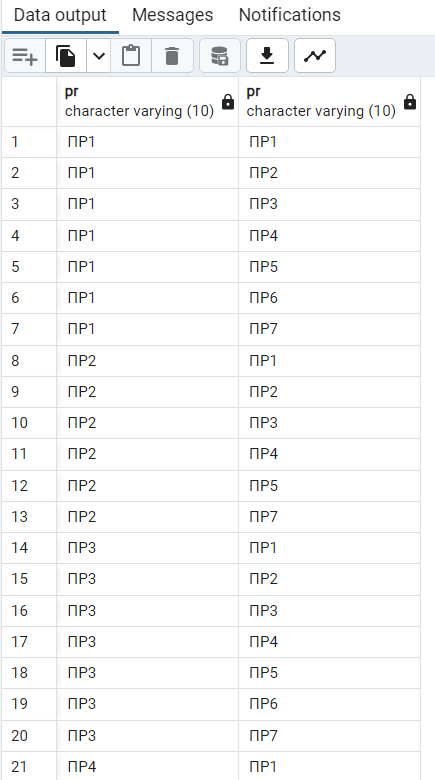 Data output Messages Notifications
pr pr
character varying (10) character varying (10)
1 ПР1 ПР1
2 ПР1 ПР2
3 ПР1 ПР3
4 ПР1 ПР4
5 ПР1 ПР5
6 ПР1 ПР6
7 ПР1 ПР7
8 ПР2 ПР1
9 ПР2 ПР2
10 ПР2 ПР3
11 ПР2 ПР4
12 ПР2 ПР5
13 ПР2 ПР7
14 ПР3 ПР1
15 ПР3 ПР2
16 ПР3 ПР3
17 ПР3 ПР4
18 ПР3 ПР5
19 ПР3 ПР6
20 ПР3 ПР7
21 ПР4 ПР1